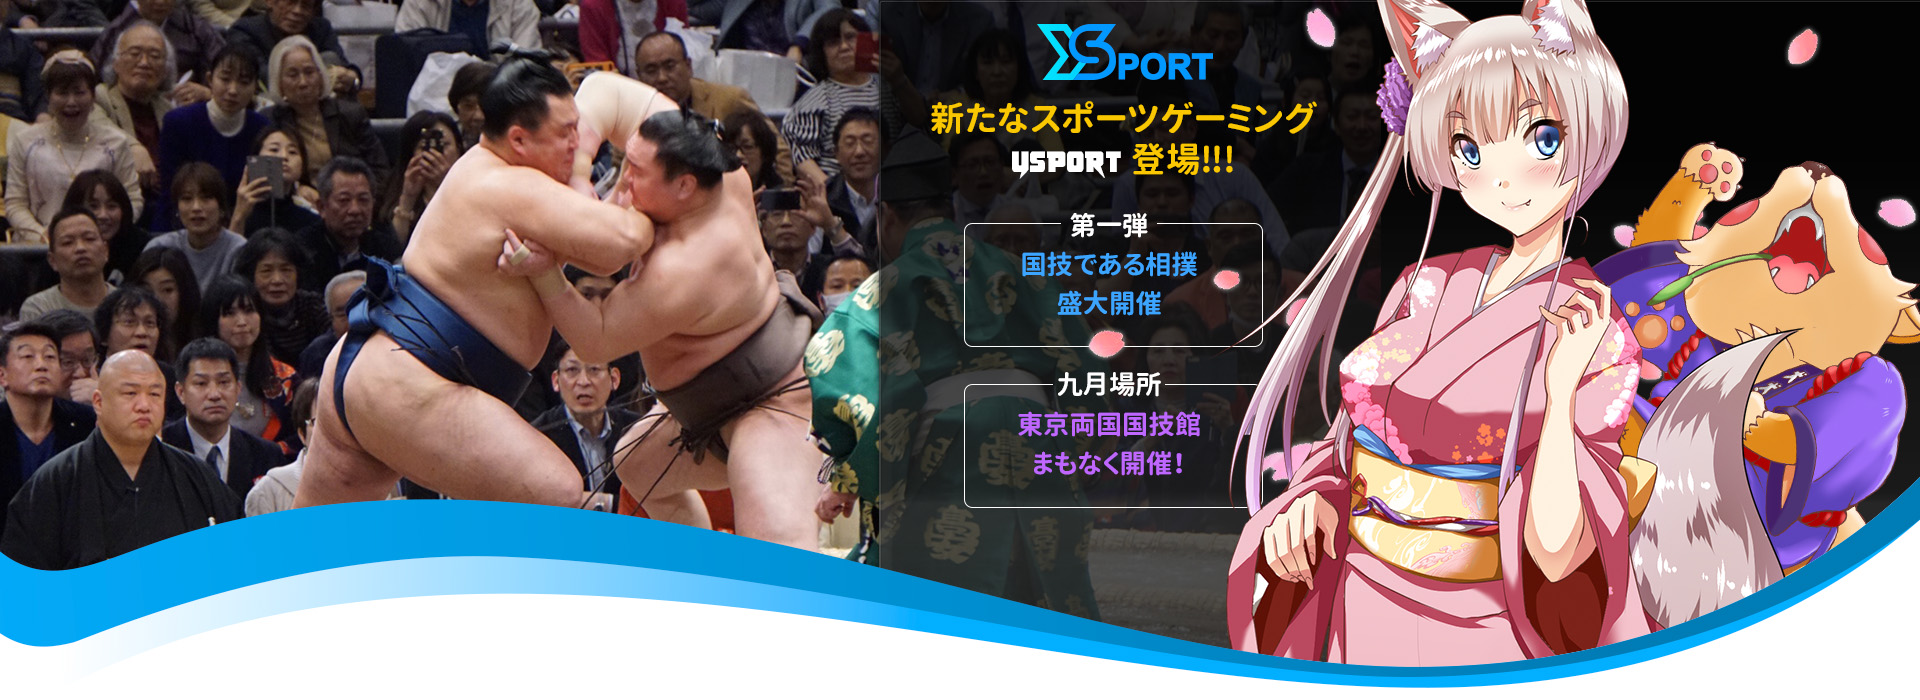 YSPORT
新たなスポーツゲーミング
YSPORT 登場!!!
第一弾
国技である相撲
盛大開催
九月場所
東京両国国技館
まもなく開催!